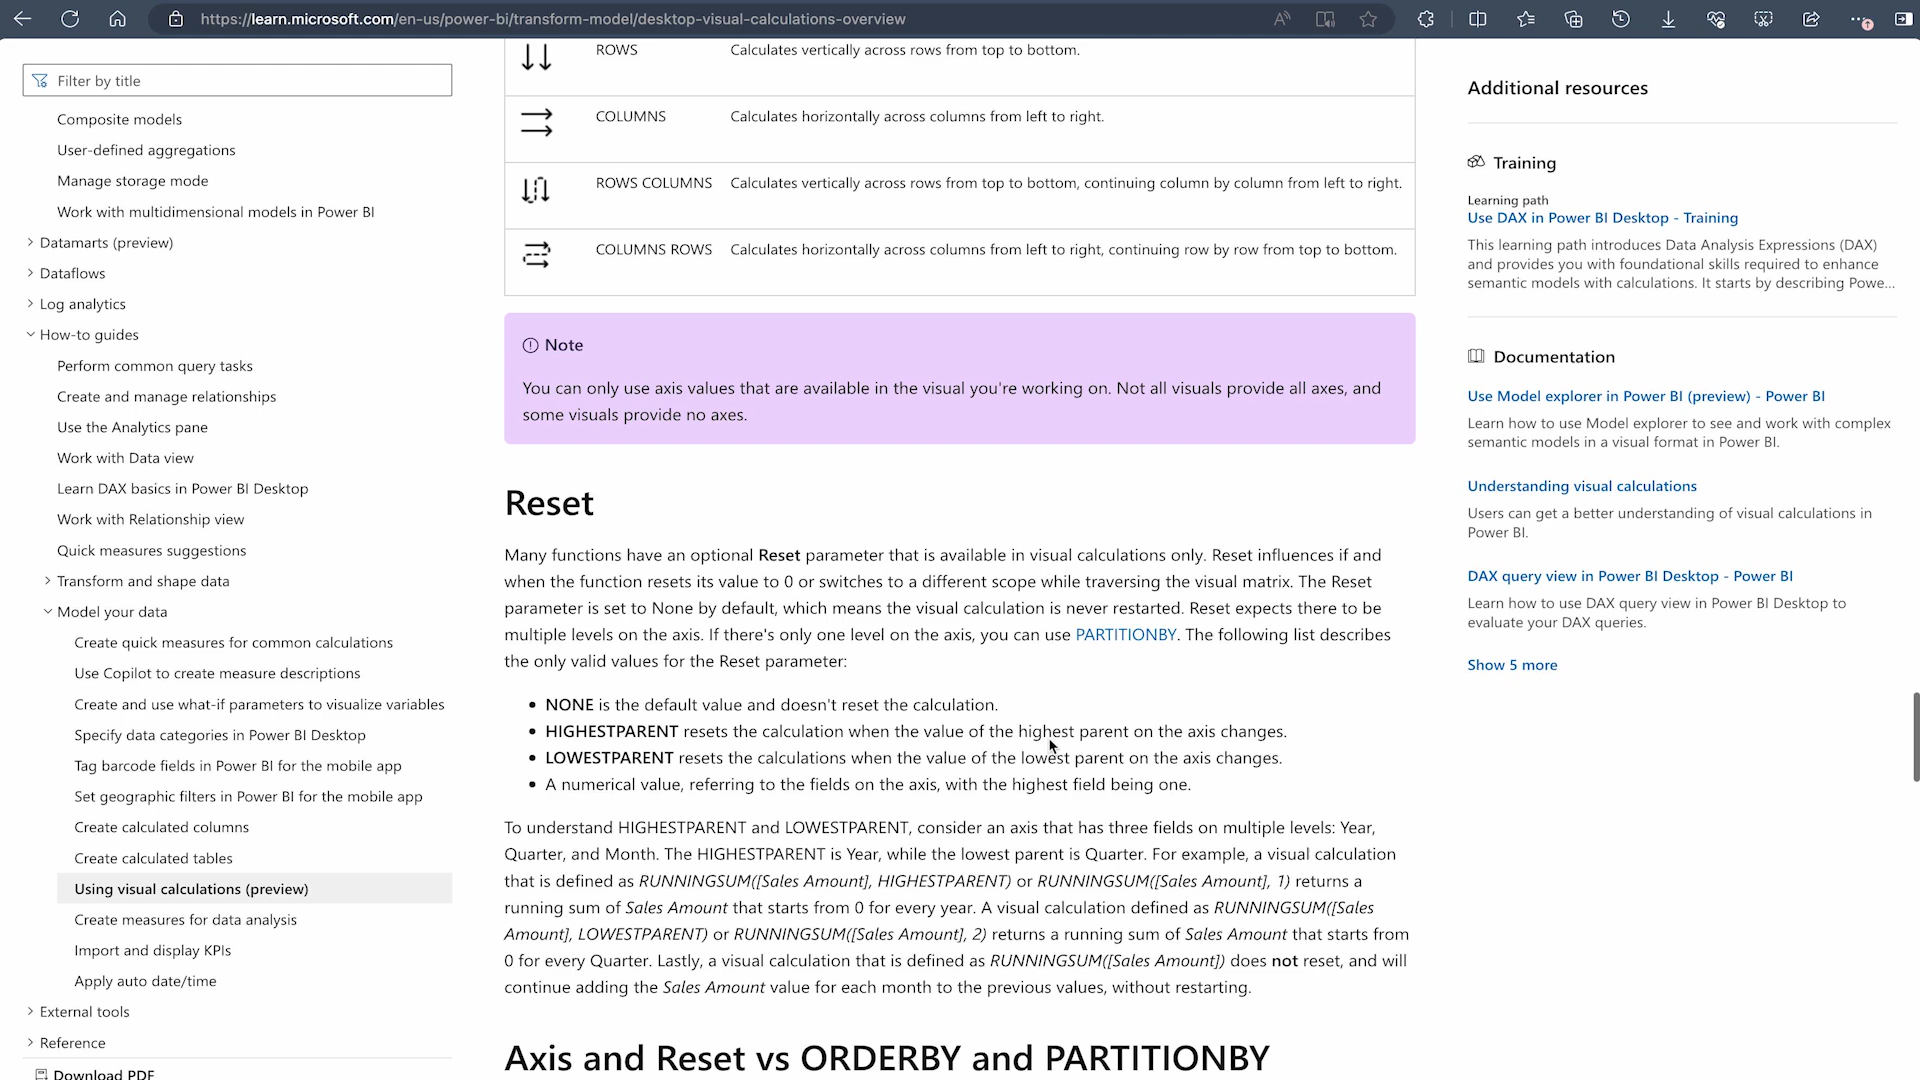 https://learn.microsoft.com/en-us/power-bi/transform-model/desktop-visual-calculations-overview
Filter by title
Composite models
User-defined aggregations
Manage storage mode
Work with multidimensional models in Power BI
Datamarts (preview)
Dataflows
Log analytics
How-to guides
Perform common query tasks
Create and manage relationships
Use the Analytics pane
Work with Data view
Learn DAX basics in Power BI Desktop
Work with Relationship view
Quick measures suggestions
Transform and shape data
Model your data
Create quick measures for common calculations
Use Copilot to create measure descriptions
Create and use what-if parameters to visualize variables
Specify data categories in Power BI Desktop
Tag barcode fields in Power BI for the mobile app
Set geographic filters in Power BI for the mobile app
Create calculated columns
Create calculated tables
Using visual calculations (preview)
Create measures for data analysis
Import and display KPIs
Apply auto date/time
External tools
Reference
Download PDF
ROWS Calculates vertically across rows from top to bottom.
COLUMNS Calculates horizontally across columns from left to right.
ROWS COLUMNS Calculates vertically across rows from top to bottom, continuing column by column from left to right.
COLUMNS ROWS Calculates horizontally across columns from left to right, continuing row by row from top to bottom.
Note
You can only use axis values that are available in the visual you're working on. Not all visuals provide all axes, and
some visuals provide no axes.
Reset
Many functions have an optional Reset parameter that is available in visual calculations only. Reset influences if and
when the function resets its value to 0 or switches to a different scope while traversing the visual matrix. The Reset
parameter is set to None by default, which means the visual calculation is never restarted. Reset expects there to be
multiple levels on the axis. If there's only one level on the axis, you can use PARTITIONBY. The following list describes
the only valid values for the Reset parameter:
• NONE is the default value and doesn't reset the calculation.
• HIGHESTPARENT resets the calculation when the value of the highest parent on the axis changes.
• LOWESTPARENT resets the calculations when the value of the lowest parent on the axis changes.
• A numerical value, referring to the fields on the axis, with the highest field being one.
To understand HIGHESTPARENT and LOWESTPARENT, consider an axis that has three fields on multiple levels: Year,
Quarter, and Month. The HIGHESTPARENT is Year, while the lowest parent is Quarter. For example, a visual calculation
that is defined as RUNNINGSUM([Sales Amount], HIGHESTPARENT) or RUNNINGSUM([Sales Amount], 1) returns a
running sum of Sales Amount that starts from 0 for every year. A visual calculation defined as RUNNINGSUM([Sales
Amount], LOWESTPARENT) or RUNNINGSUM([Sales Amount], 2) returns a running sum of Sales Amount that starts from
0 for every Quarter. Lastly, a visual calculation that is defined as RUNNINGSUM([Sales Amount]) does not reset, and will
continue adding the Sales Amount value for each month to the previous values, without restarting.
Axis and Reset vs ORDERBY and PARTITIONBY
Additional resources
Training
Learning path
Use DAX in Power BI Desktop - Training
This learning path introduces Data Analysis Expressions (DAX)
and provides you with foundational skills required to enhance
semantic models with calculations. It starts by describing Powe...
Documentation
Use Model explorer in Power BI (preview) - Power BI
Learn how to use Model explorer to see and work with complex
semantic models in a visual format in Power BI.
Understanding visual calculations
Users can get a better understanding of visual calculations in
Power BI.
DAX query view in Power BI Desktop - Power BI
Learn how to use DAX query view in Power BI Desktop to
evaluate your DAX queries.
Show 5 more